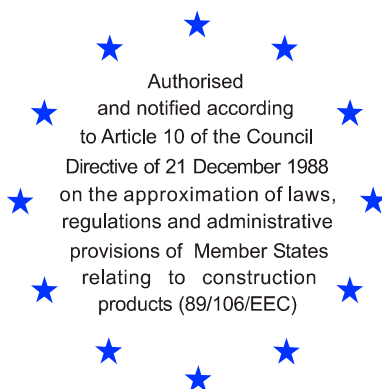 Authorised
and notified according
to Article 10 of the Council
Directive of 21 December 1988
on the approximation of laws,
regulations and administrative
provisions of Member States
relating to construction
products (89/106/EEC)